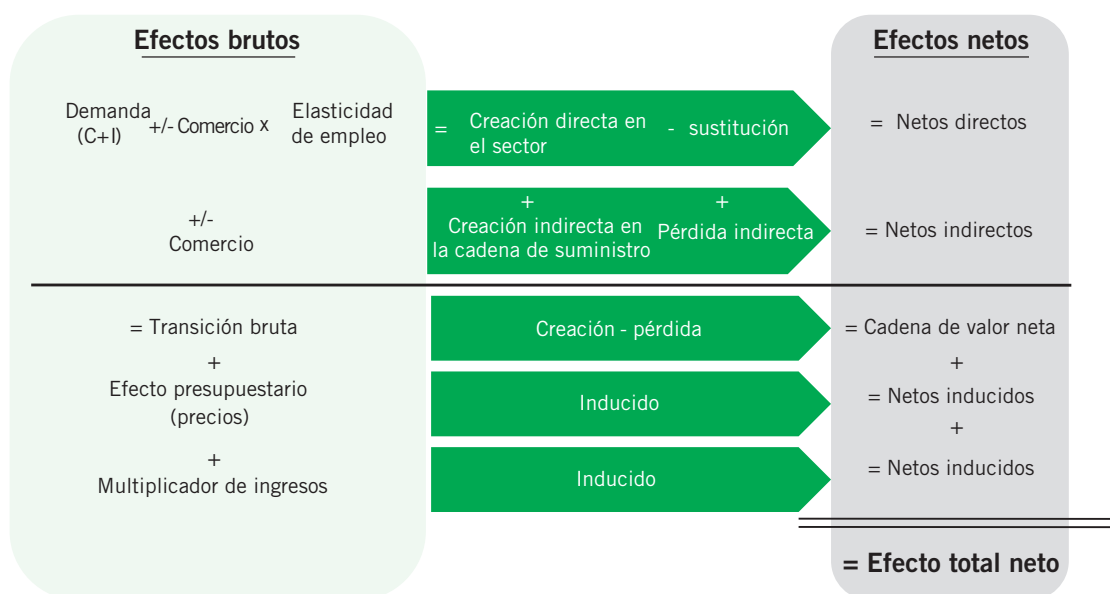 Efectos brutos
Efectos netos
Demanda
(C+I)
+/- Comercio x
Elasticidad
de empleo
=
Creación directa en
el sector
- sustitución
= Netos directos
+/-
Comercio
+
Creación indirecta en
la cadena de suministro
+
Pérdida indirecta
= Netos indirectos
= Transición bruta
Creación - pérdida
= Cadena de valor neta
+
Efecto presupuestario
(precios)
Inducido
+
= Netos inducidos
+
+
Multiplicador de ingresos
Inducido
= Netos inducidos
= Efecto total neto